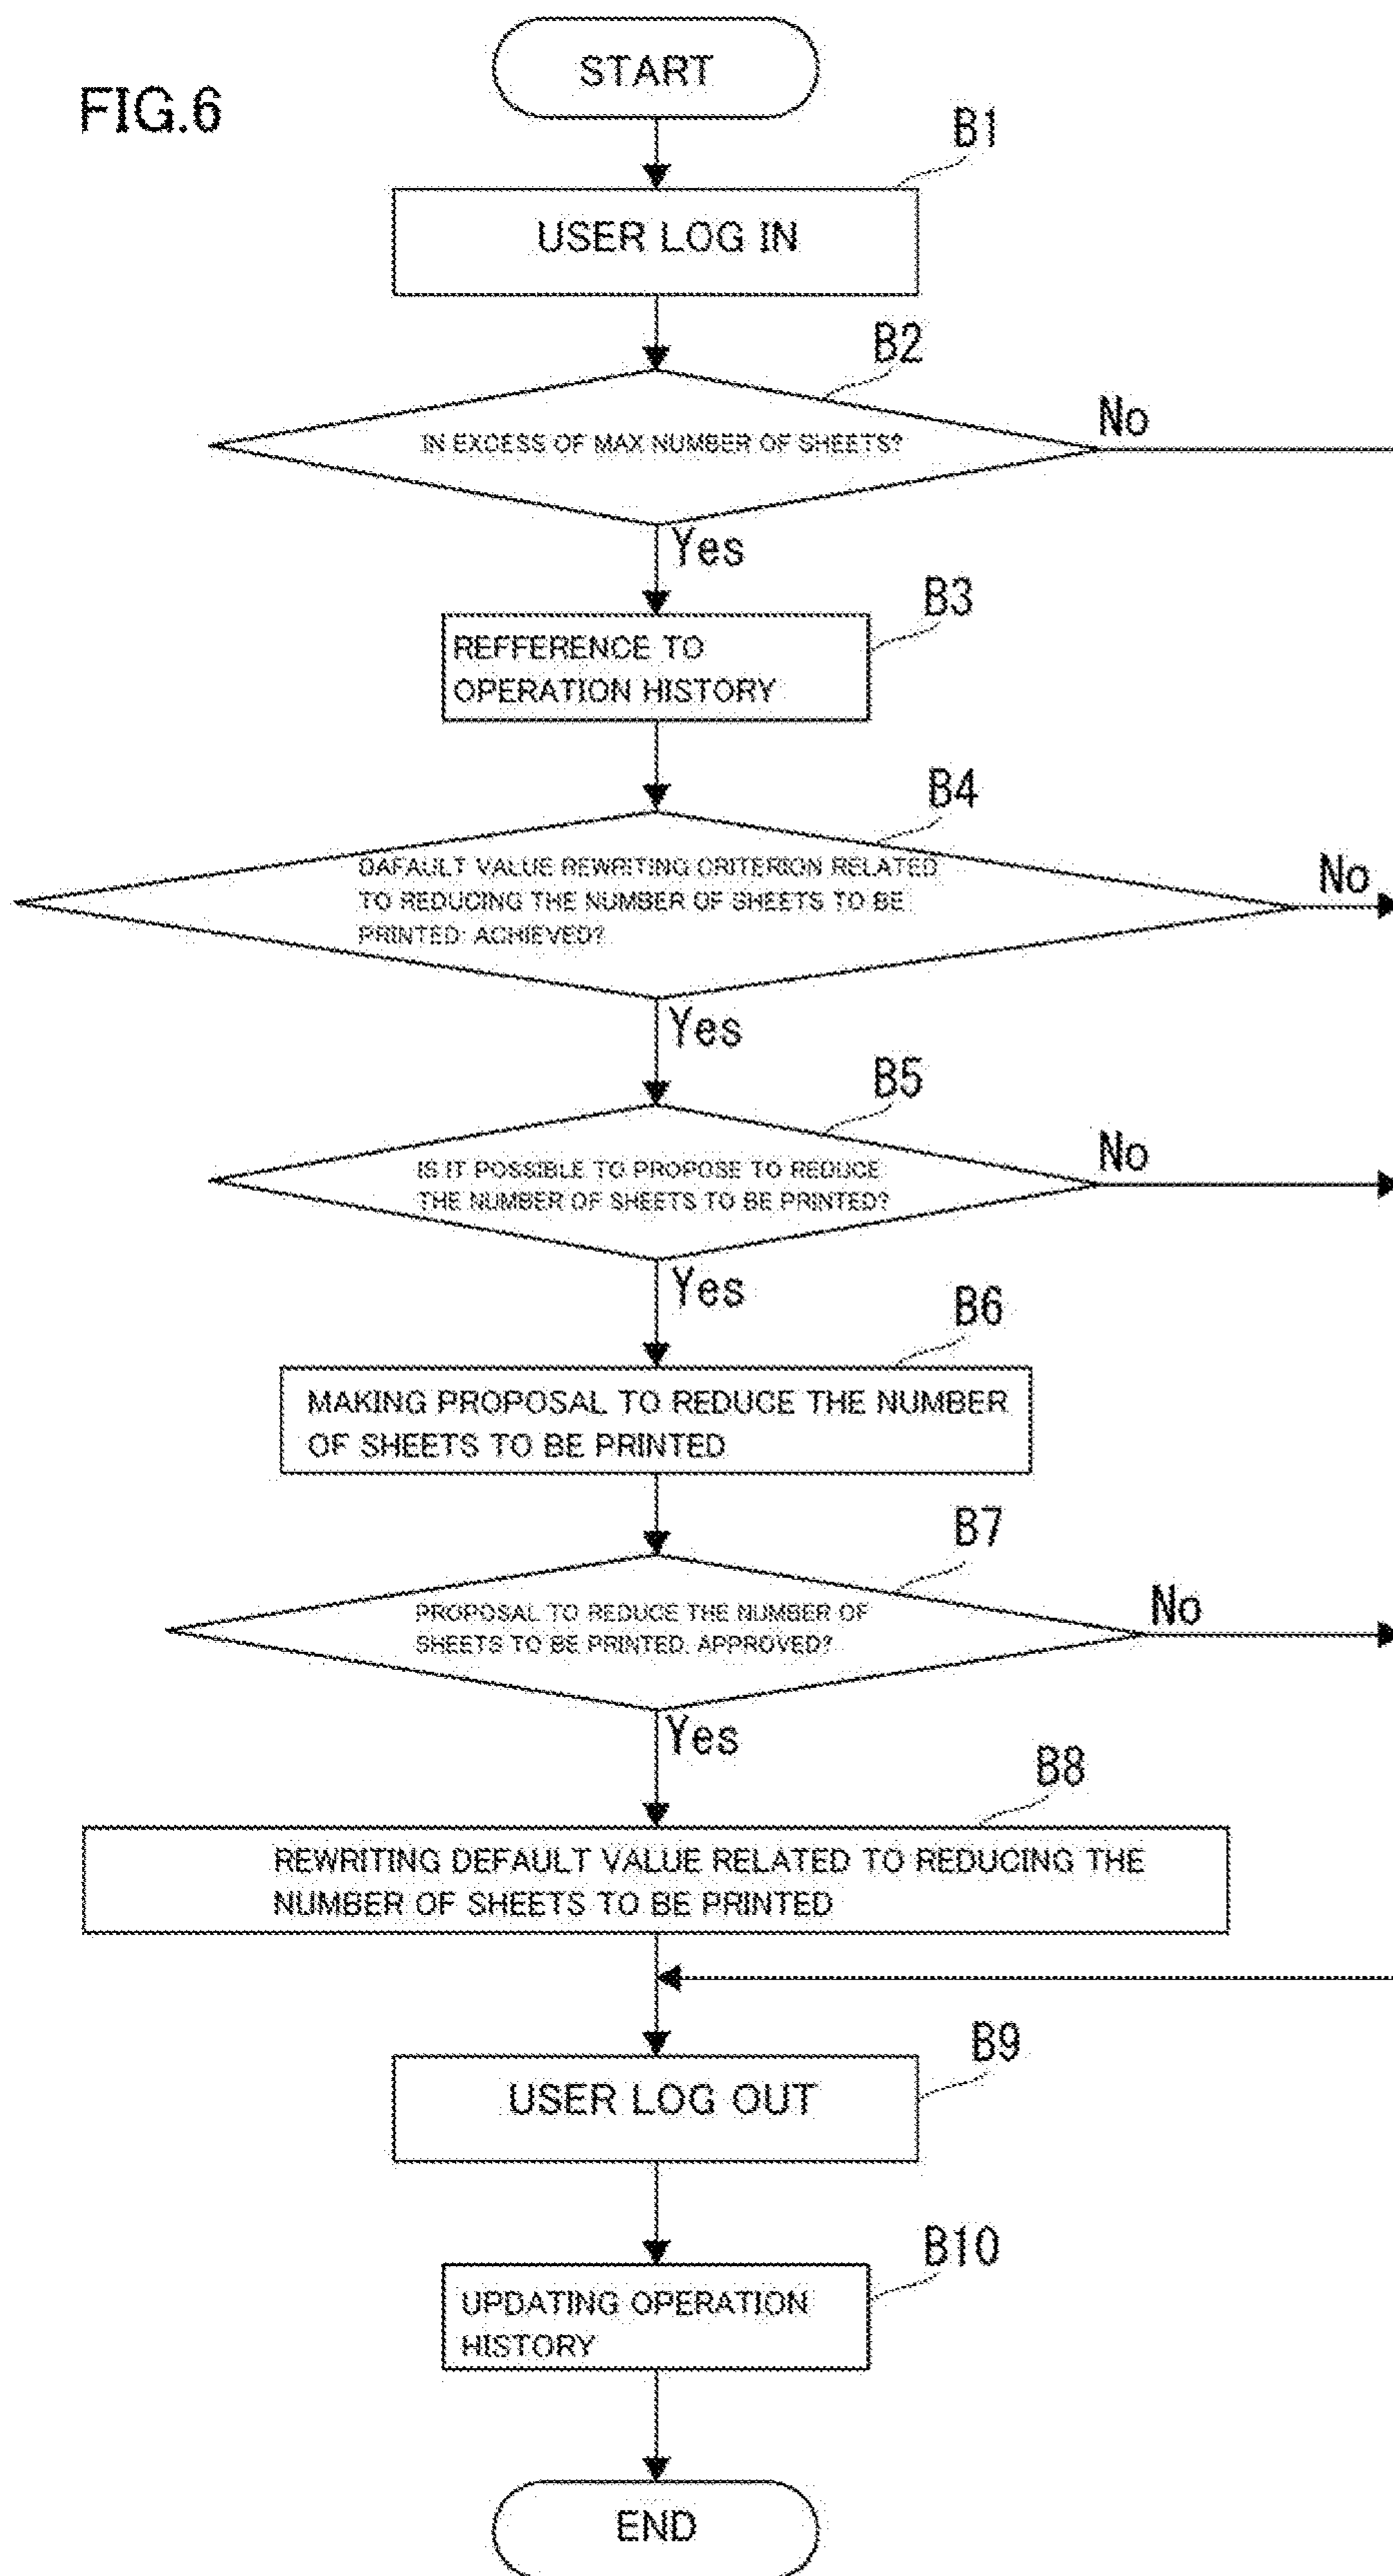 START
FIG.6
B1
USER LOG IN
B2
No
IN EXCESS OF MAX NUMBER OF SHEETS?
Yes
B3
REFFERENCE TO
OPERATION HISTORY
B4
No
DAFAULT VALUE REWRITING CRITERION RELATED
TO REDUCING THE NUMBER OF SHEETS TO BE
PRINTED: ACHIEVED?
Yes
B5
No
IS IT POSSIBLE TO PROPOSE TO REDUCE
THE NUMBER OF SHEETS TO BE PRINTED?
Yes
B6
MAKING PROPOSAL TO REDUCE THE NUMBER
OF SHEETS TO BE PRINTED
B7
No
PROPOSAL TO REDUCE THE NUMBER OF
SHEETS TO BE PRINTED. APPROVED?
Yes
B8
REWRITING DEFAULT VALUE RELATED TO REDUCING THE
NUMBER OF SHEETS TO BE PRINTED
B9
USER LOG OUT
B10
UPDATING OPERATION
HISTORY
END